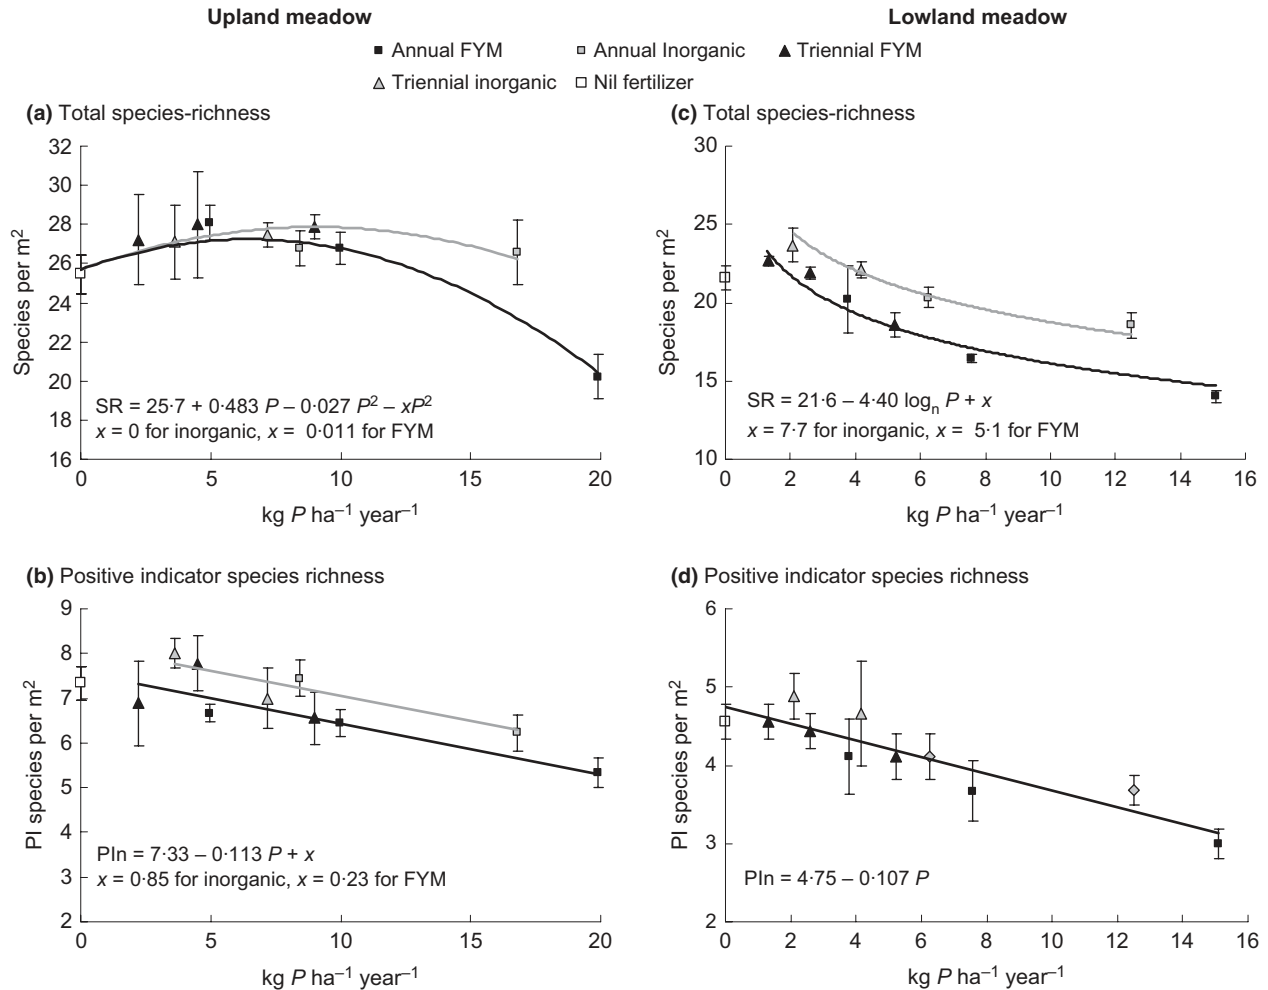 Upland meadow
Lowland meadow
Annual FYM
Annual Inorganic
Triennial FYM
Triennial inorganic
Nil fertilizer
(a) Total species-richness
32
30
28
26
24
22
20
18
16
Species per m²
SR = 25·7 + 0·483 P – 0·027 P² – xP²
x = 0 for inorganic, x = 0·011 for FYM
0 5 10 15 20
kg P ha⁻¹ year⁻¹
(c) Total species-richness
30
25
20
15
10
Species per m²
SR = 21·6 – 4·40 logₙ P + x
x = 7·7 for inorganic, x = 5·1 for FYM
0 2 4 6 8 10 12 14 16
kg P ha⁻¹ year⁻¹
(b) Positive indicator species richness
9
8
7
6
5
4
3
2
PI species per m²
PIn = 7·33 – 0·113 P + x
x = 0·85 for inorganic, x = 0·23 for FYM
0 5 10 15 20
kg P ha⁻¹ year⁻¹
(d) Positive indicator species richness
6
5
4
3
2
PI species per m²
PIn = 4·75 – 0·107 P
0 2 4 6 8 10 12 14 16
kg P ha⁻¹ year⁻¹